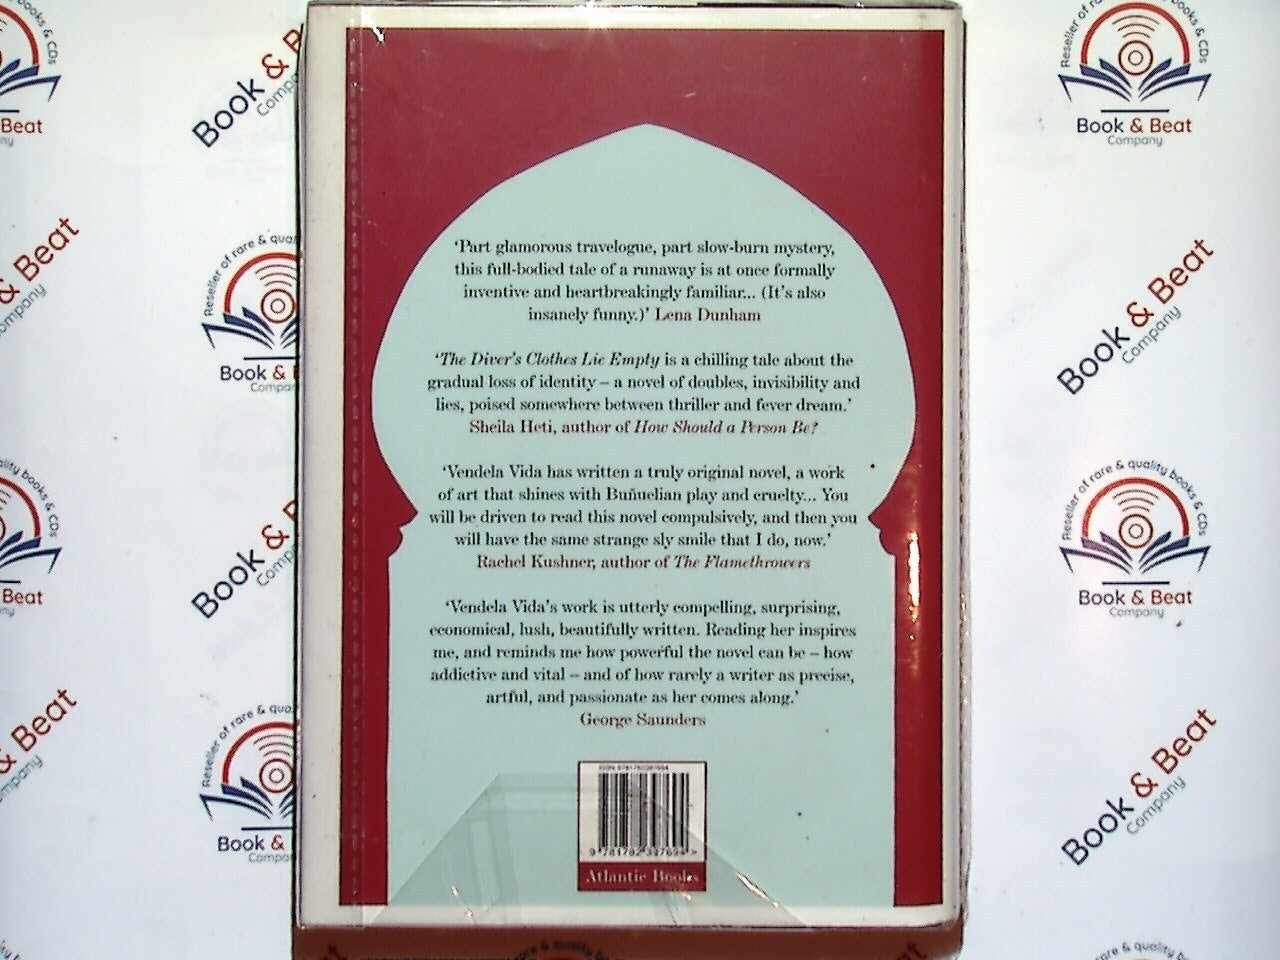 'Part glamorous travelogue, part slow-burn mystery,
this full-bodied tale of a runaway is at once formally
inventive and heartbreakingly familiar... (It's also
insanely funny.)' Lena Dunham
'The Diver's Clothes Lie Empty is a chilling tale about the
gradual loss of identity – a novel of doubles, invisibility and
lies, poised somewhere between thriller and fever dream.'
Sheila Heti, author of How Should a Person Be?
'Vendela Vida has written a truly original novel, a work
of art that shines with Buñuelian play and cruelty... You
will be driven to read this novel compulsively, and then you
will have the same strange sly smile that I do, now.'
Rachel Kushner, author of The Flamethrowers
'Vendela Vida's work is utterly compelling, surprising,
economical, lush, beautifully written. Reading her inspires
me, and reminds me how powerful the novel can be – how
addictive and vital – and of how rarely a writer as precise,
artful, and passionate as her comes along.'
George Saunders
Atlantic Books
Book & Beat
Company
Reseller of rare & quality books & CDs
Book & Beat
Company
Book & Beat
Company
Reseller of rare & quality books & CDs
Book & Beat
Company
Book & Beat
Company